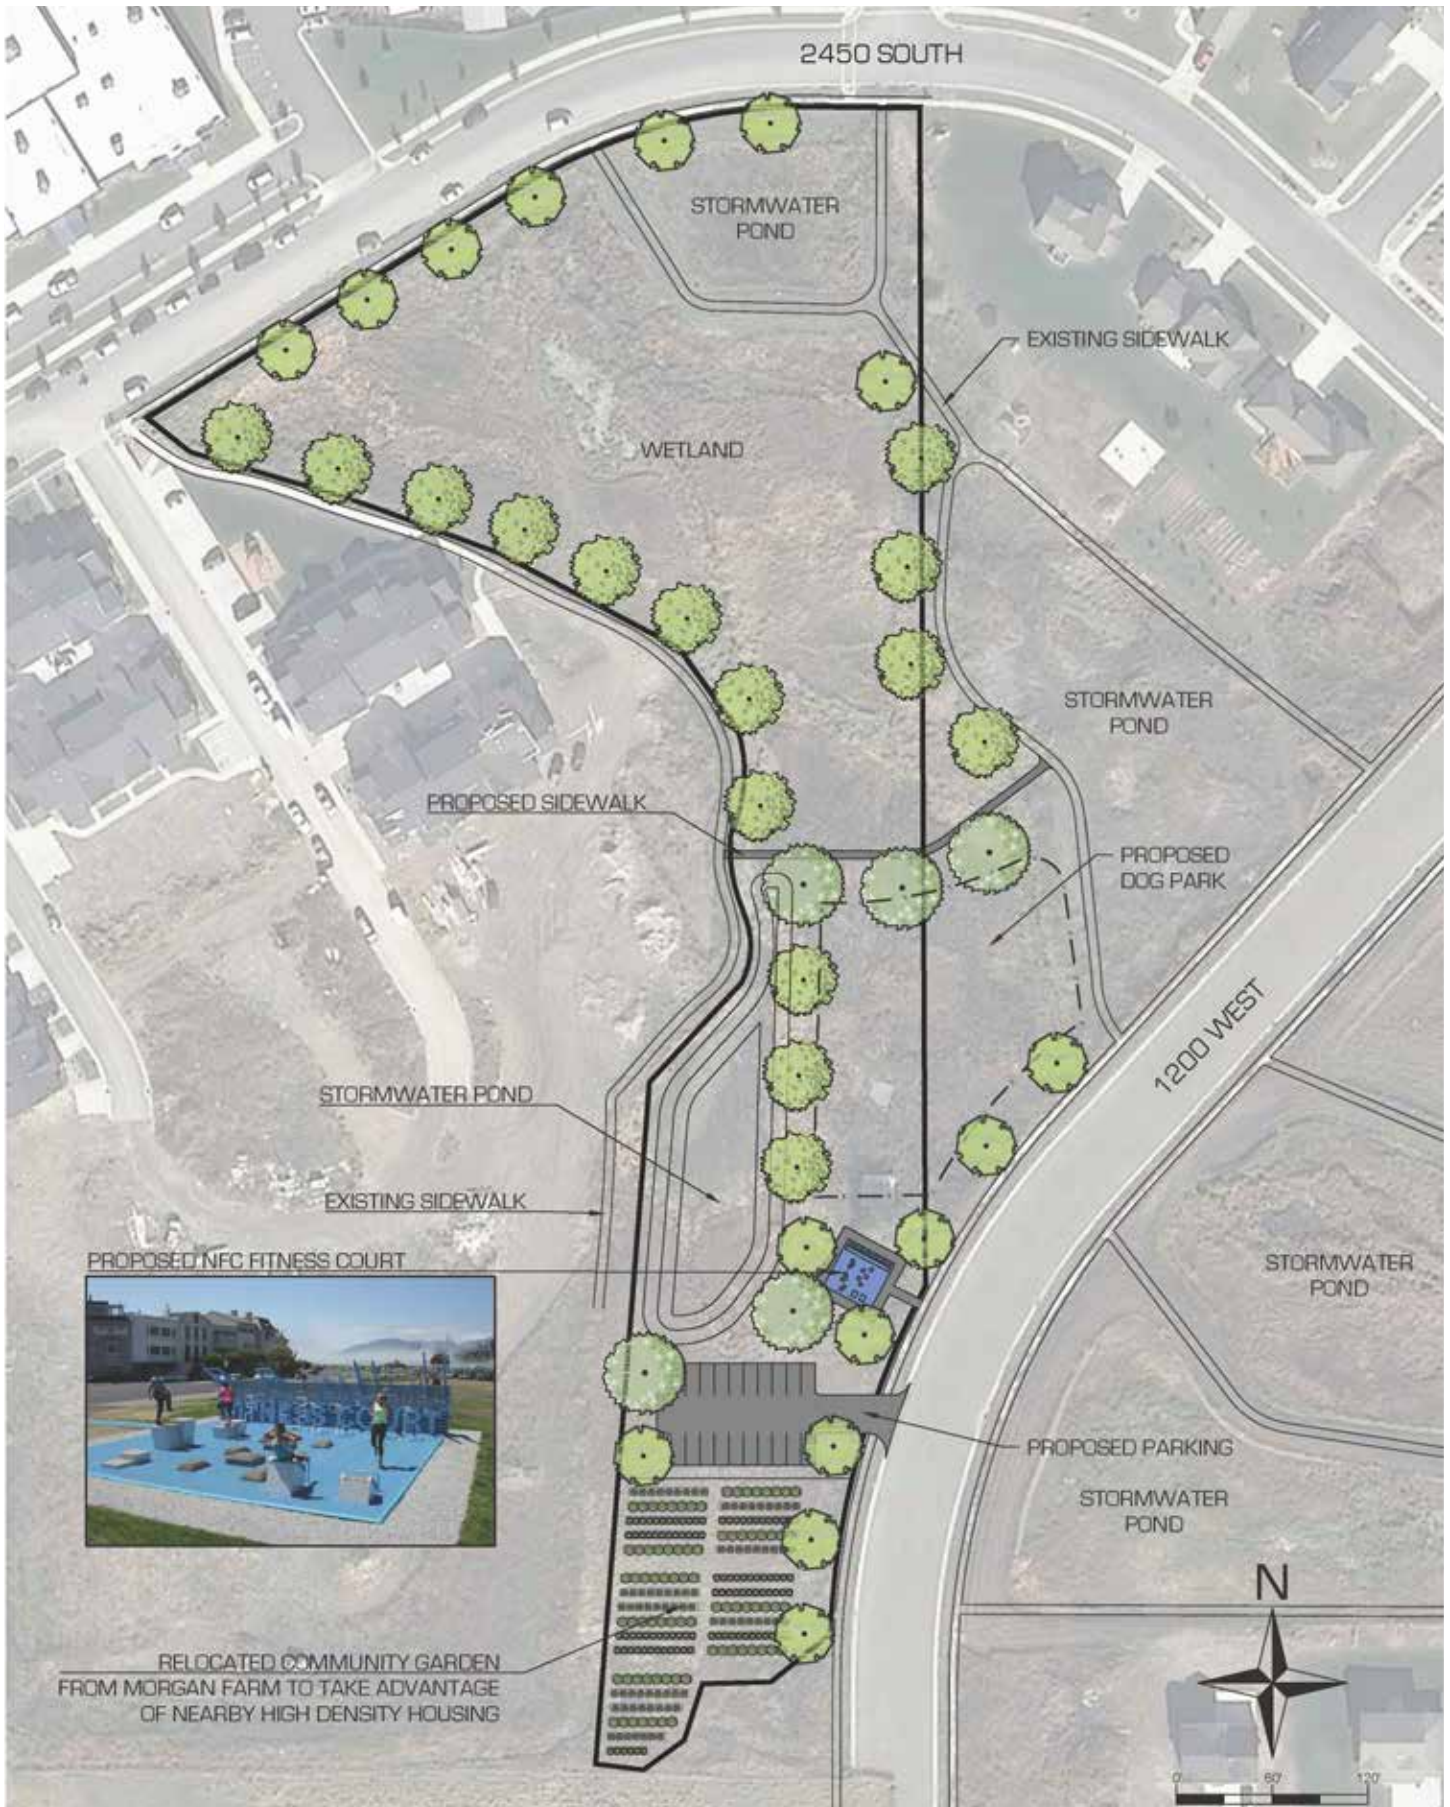 2450 SOUTH
STORMWATER
POND
EXISTING SIDEWALK
WETLAND
STORMWATER
POND
PROPOSED SIDEWALK
PROPOSED
DOG PARK
1200 WEST
STORMWATER POND
EXISTING SIDEWALK
PROPOSED NFC FITNESS COURT
STORMWATER
POND
FITNESS COURT
PROPOSED PARKING
STORMWATER
POND
N
RELOCATED COMMUNITY GARDEN
FROM MORGAN FARM TO TAKE ADVANTAGE
OF NEARBY HIGH DENSITY HOUSING
0' 60' 120'